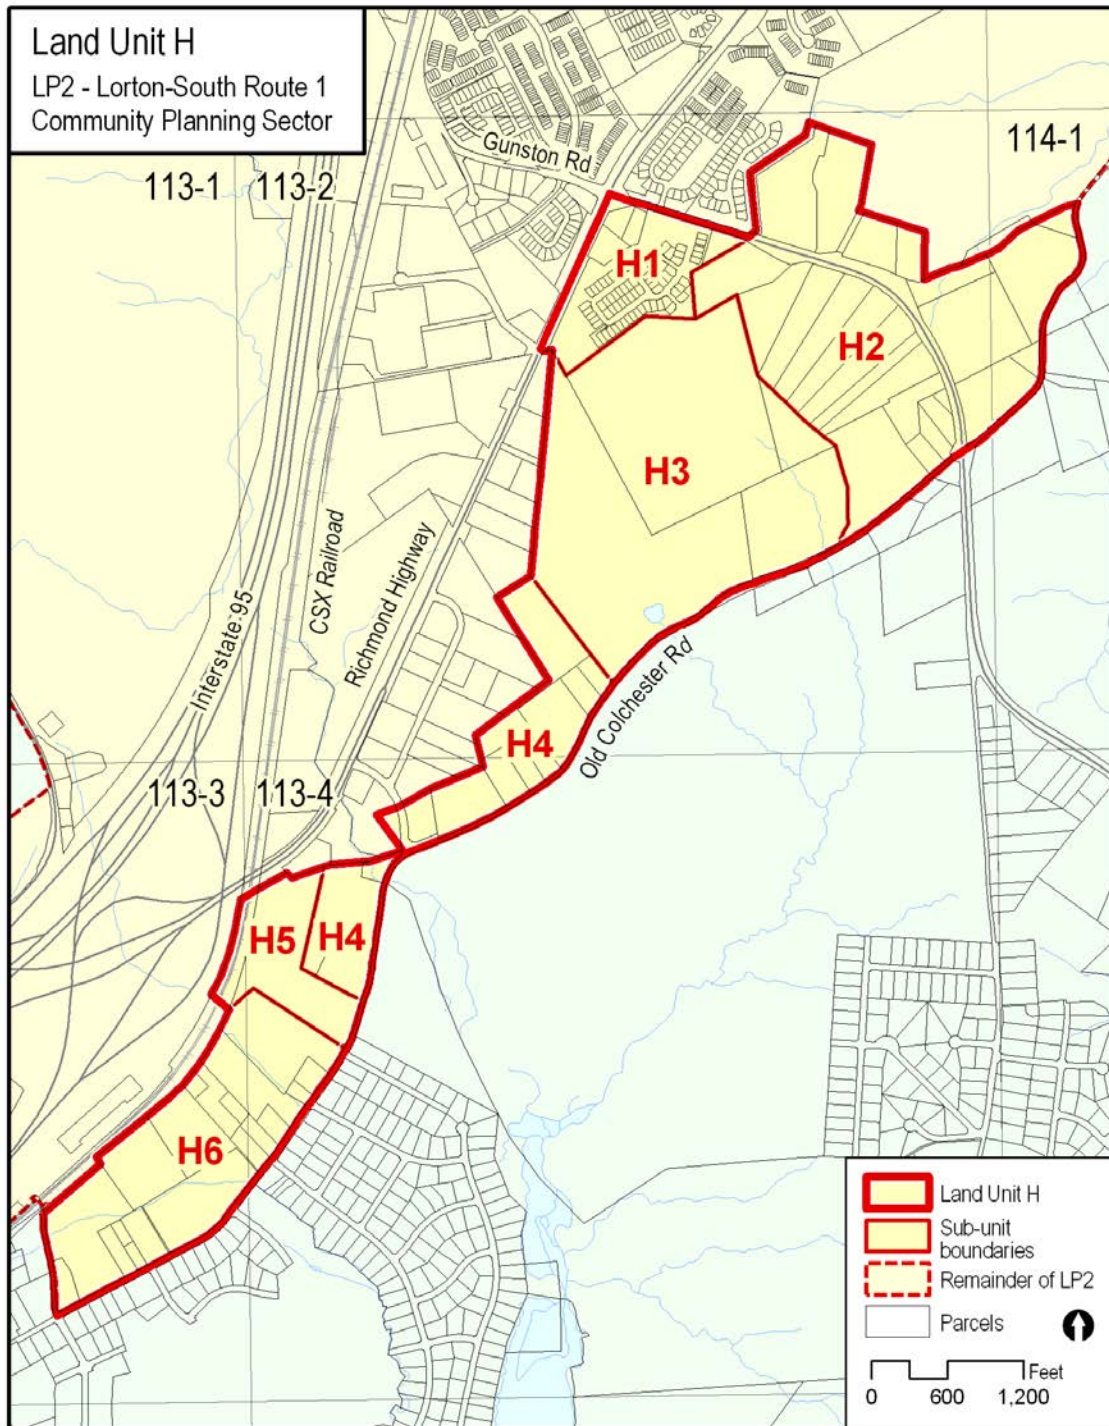 Land Unit H
LP2 - Lorton-South Route 1
Community Planning Sector
Gunston Rd
114-1
113-1
113-2
H1
H2
H3
CSX Railroad
Richmond Highway
Interstate 95
Old Colchester Rd
H4
113-3
113-4
H5
H4
H6
Land Unit H
Sub-unit
boundaries
Remainder of LP2
Parcels
Feet
0 600 1,200